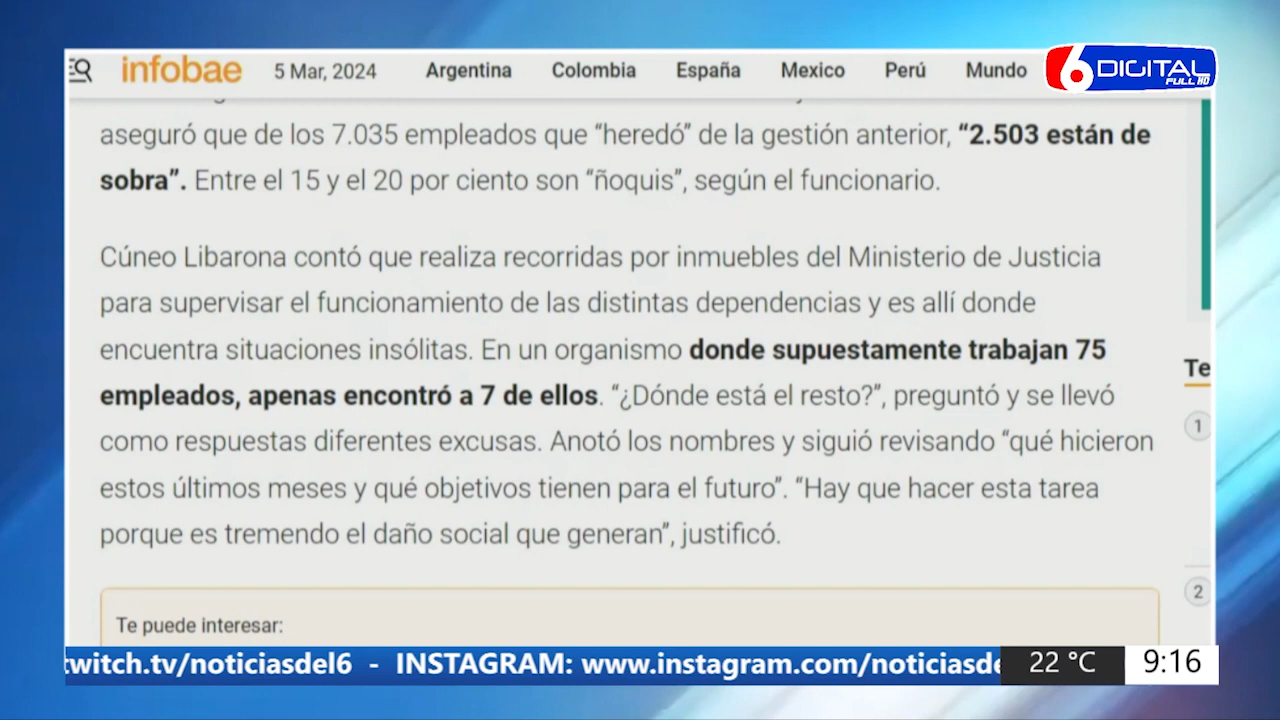 infobae 5 Mar, 2024 Argentina Colombia España Mexico Perú Mundo
6 DIGITAL
FULL HD
aseguró que de los 7.035 empleados que “heredó” de la gestión anterior, “2.503 están de
sobra”. Entre el 15 y el 20 por ciento son “ñoquis”, según el funcionario.
Cúneo Libarona contó que realiza recorridas por inmuebles del Ministerio de Justicia
para supervisar el funcionamiento de las distintas dependencias y es allí donde
encuentra situaciones insólitas. En un organismo donde supuestamente trabajan 75
empleados, apenas encontró a 7 de ellos. “¿Dónde está el resto?”, preguntó y se llevó
como respuestas diferentes excusas. Anotó los nombres y siguió revisando “qué hicieron
estos últimos meses y qué objetivos tienen para el futuro”. “Hay que hacer esta tarea
porque es tremendo el daño social que generan”, justificó.
Te
1
2
Te puede interesar:
twitch.tv/noticiasdel6 - INSTAGRAM: www.instagram.com/noticiasde
22 °C 9:16